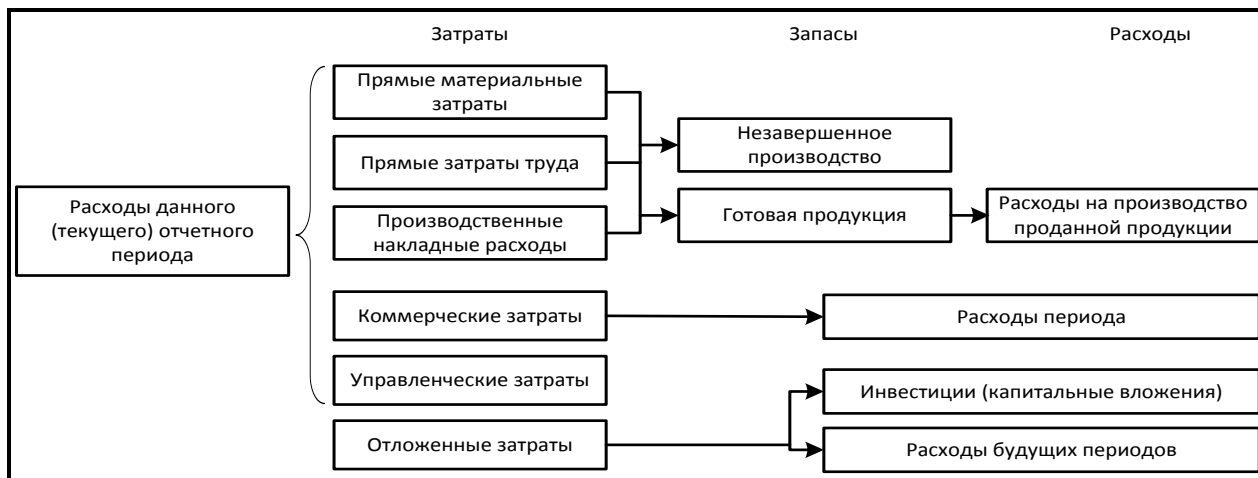 Затраты
Запасы
Расходы
Расходы данного
(текущего) отчетного
периода
Прямые материальные
затраты
Прямые затраты труда
Производственные
накладные расходы
Коммерческие затраты
Управленческие затраты
Отложенные затраты
Незавершенное
производство
Готовая продукция
Расходы на производство
проданной продукции
Расходы периода
Инвестиции (капитальные вложения)
Расходы будущих периодов